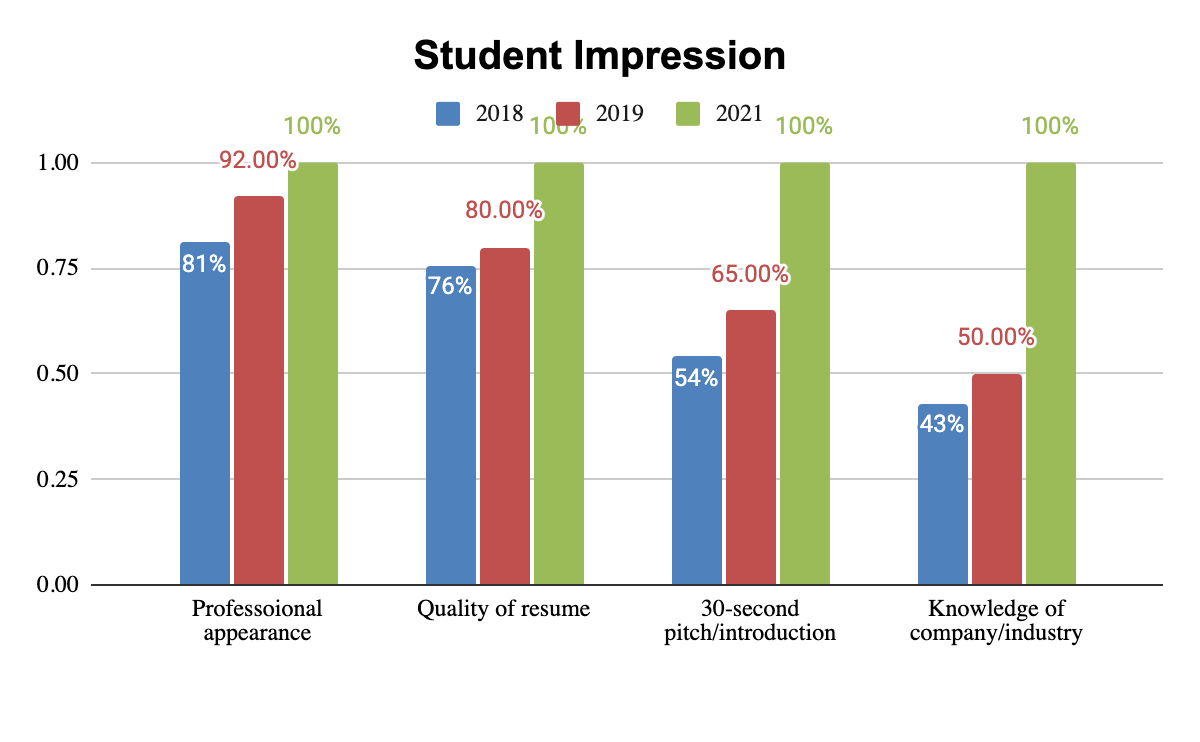 Student Impression
2018 2019 2021
100% 100% 100% 100%
1.00
92.00%
80.00%
81%
0.75
65.00%
76%
50.00%
0.50
54%
43%
0.25
0.00
Professoional
appearance
Quality of resume
30-second
pitch/introduction
Knowledge of
company/industry